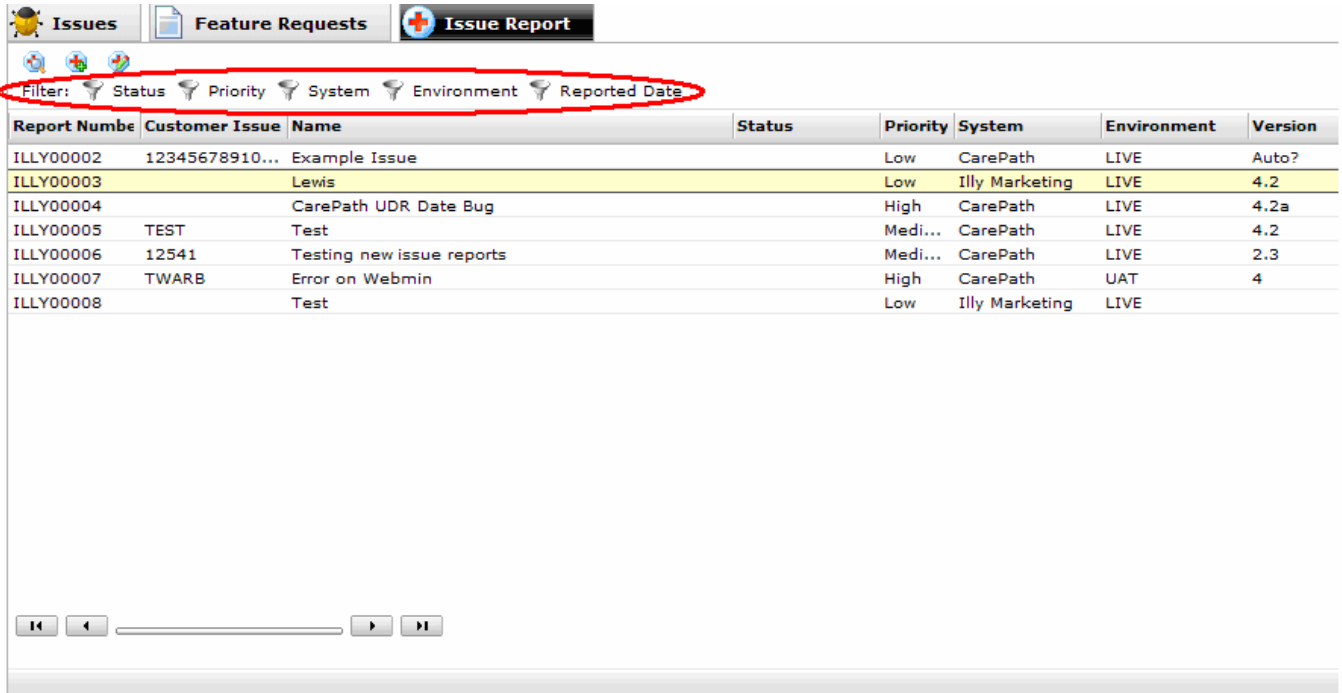 Issues Feature Requests Issue Report
Filter: Status Priority System Environment Reported Date
Report Numbe Customer Issue Name Status Priority System Environment Version
ILLY00002 12345678910... Example Issue Low CarePath LIVE Auto?
ILLY00003 Lewis Low Illy Marketing LIVE 4.2
ILLY00004 CarePath UDR Date Bug High CarePath LIVE 4.2a
ILLY00005 TEST Test Medi... CarePath LIVE 4.2
ILLY00006 12541 Testing new issue reports Medi... CarePath LIVE 2.3
ILLY00007 TWARB Error on Webmin High CarePath UAT 4
ILLY00008 Test Low Illy Marketing LIVE